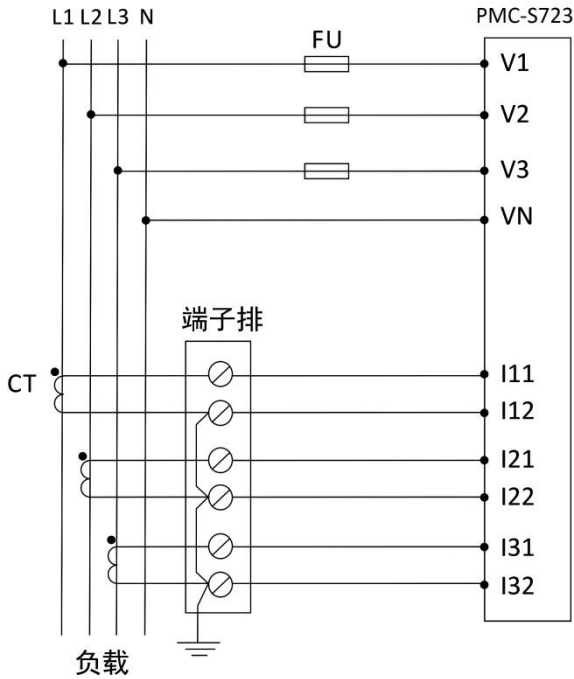 L1 L2 L3 N
PMC-S723
FU
V1
V2
V3
VN
端子排
CT
I11
I12
I21
I22
I31
I32
负载